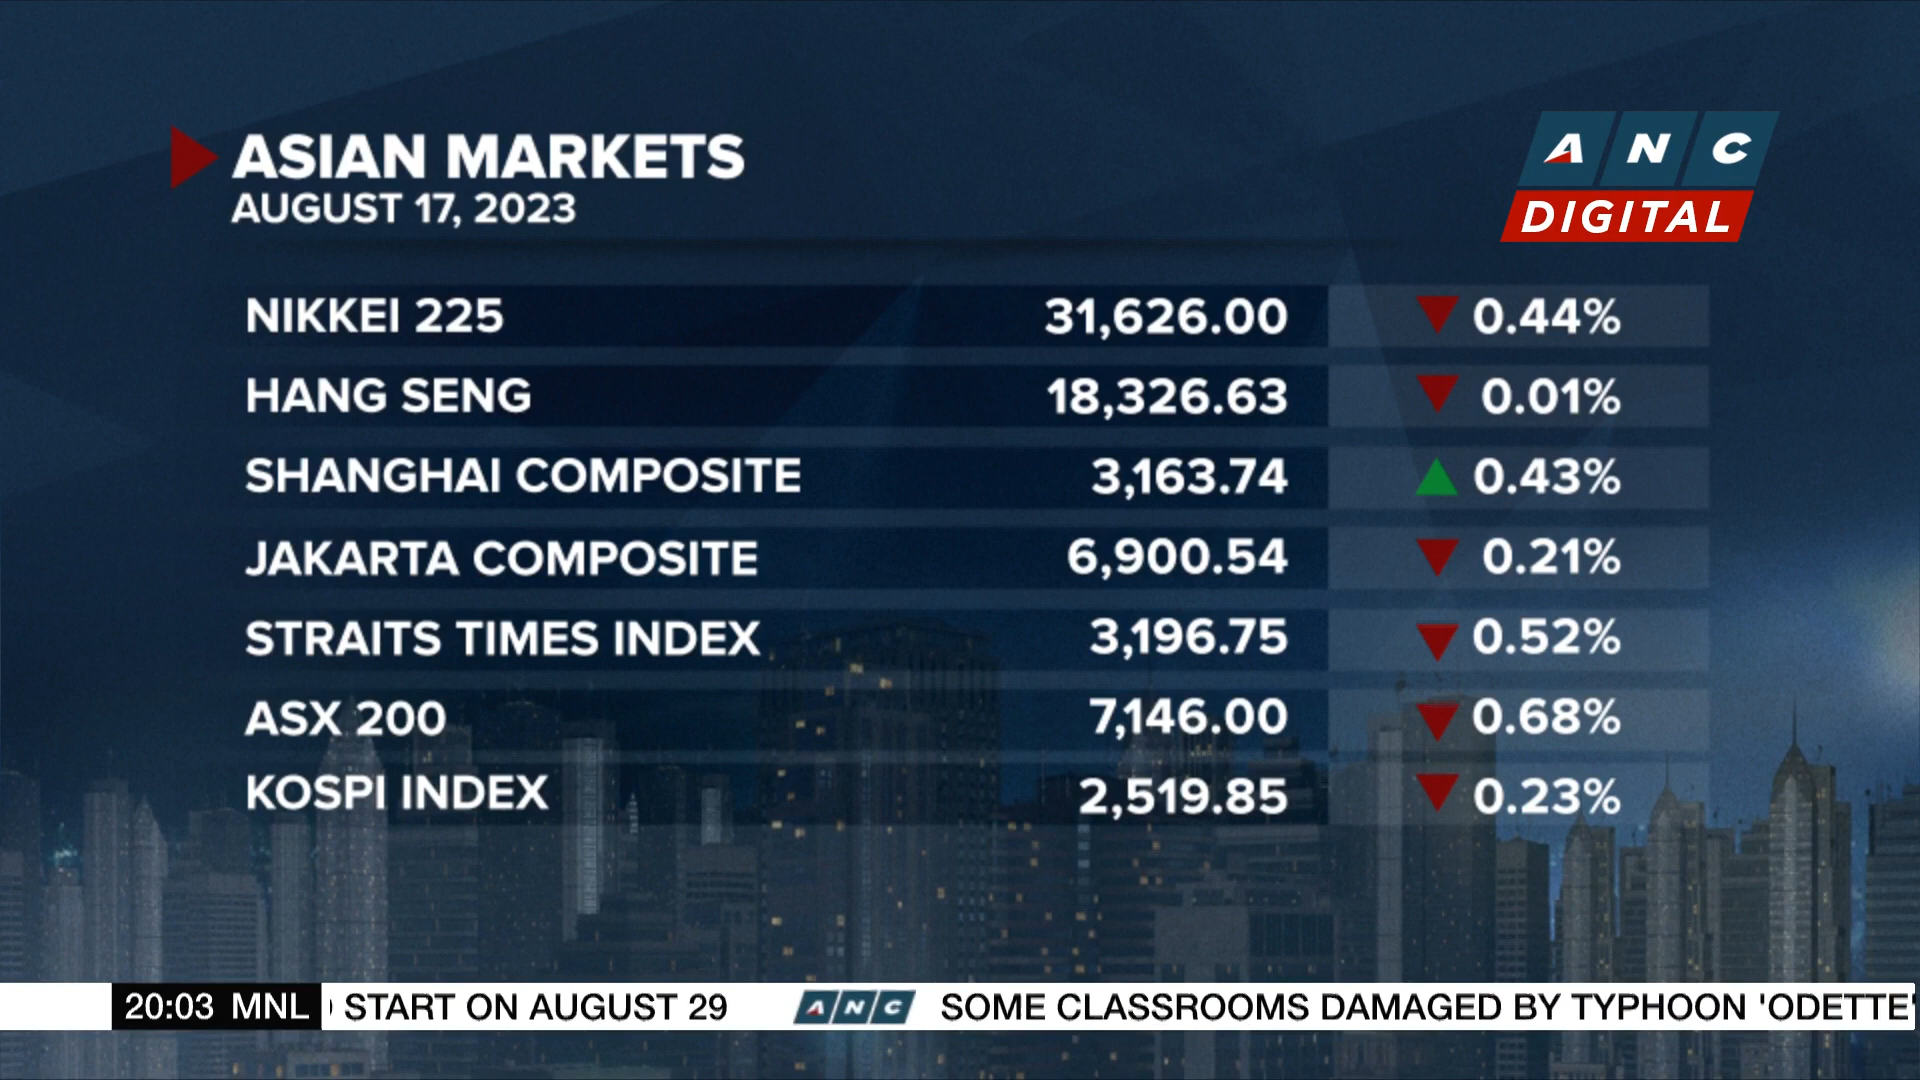 ASIAN MARKETS
AUGUST 17, 2023
ANC
DIGITAL
NIKKEI 225 31,626.00 0.44%
HANG SENG 18,326.63 0.01%
SHANGHAI COMPOSITE 3,163.74 0.43%
JAKARTA COMPOSITE 6,900.54 0.21%
STRAITS TIMES INDEX 3,196.75 0.52%
ASX 200 7,146.00 0.68%
KOSPI INDEX 2,519.85 0.23%
20:03 MNL START ON AUGUST 29 ANC SOME CLASSROOMS DAMAGED BY TYPHOON 'ODETTE'